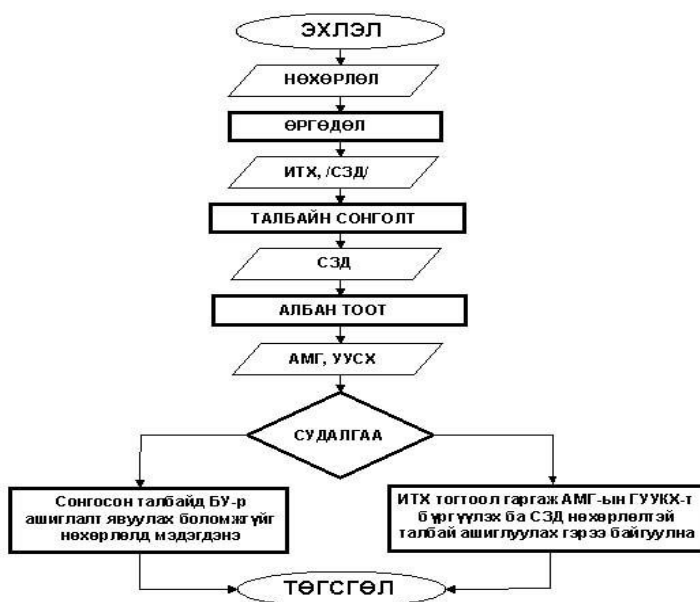 ЭХЛЭЛ
НӨХӨРЛӨЛ
ӨРГӨДӨЛ
ИТХ, /СЗД/
ТАЛБАЙН СОНГОЛТ
СЗД
АЛБАН ТООТ
АМГ, УУСХ
СУДАЛГАА
Сонгосон талбайд БУ-р
ашиглалт явуулах боломжгүйг
нөхөрлөлд мэдэгдэнэ
ИТХ тогтоол гаргаж АМГ-ын ГУУКХ-т
бүргүүлэх ба СЗД нөхөрлөлтэй
талбай ашиглуулах гэрээ байгуулна
ТӨГСГӨЛ